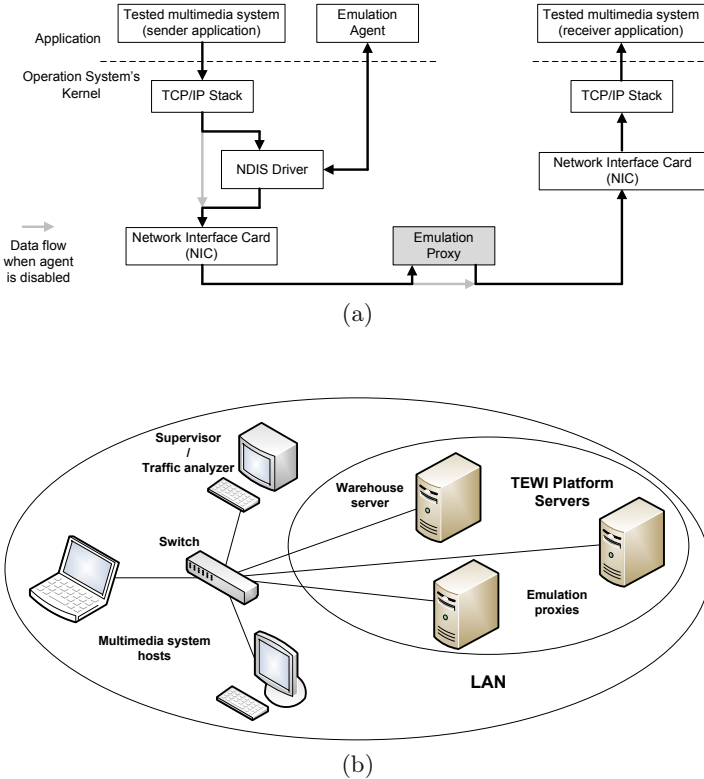 Application
Tested multimedia system
(sender application)
Emulation
Agent
Tested multimedia system
(receiver application)
Operation System's
Kernel
TCP/IP Stack
TCP/IP Stack
NDIS Driver
Network Interface Card
(NIC)
Data flow
when agent
is disabled
Network Interface Card
(NIC)
Emulation
Proxy
(a)
Supervisor
/
Traffic analyzer
Warehouse
server
TEWI Platform
Servers
Switch
Emulation
proxies
Multimedia system
hosts
LAN
(b)